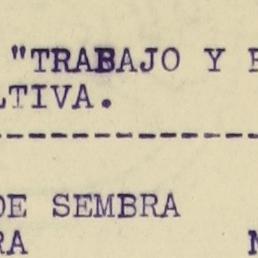 "TRABAJO Y
LTIVA.
--------------------
DE SEMBRA
RA